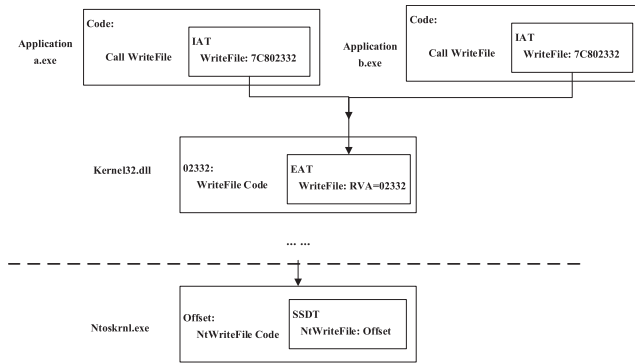 Application
a.exe
Code:
Call WriteFile
IAT
WriteFile: 7C802332
Application
b.exe
Code:
Call WriteFile
IAT
WriteFile: 7C802332
Kernel32.dll
02332:
WriteFile Code
EAT
WriteFile: RVA=02332
... ...
Ntoskrnl.exe
Offset:
NtWriteFile Code
SSDT
NtWriteFile: Offset